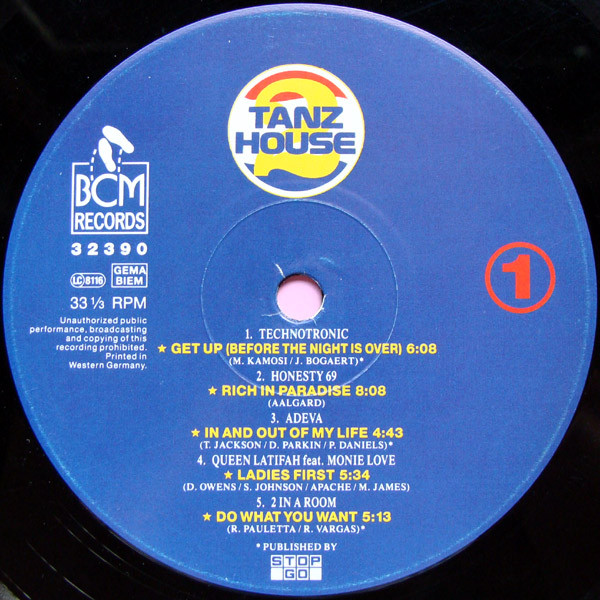 2
TANZ
HOUSE
BCM
RECORDS
32390
LC 8116
GEMA
BIEM
33 1/3 RPM
Unauthorized public
performance, broadcasting
and copying of this
recording prohibited.
Printed in
Western Germany.
1
1. TECHNOTRONIC
★ GET UP (BEFORE THE NIGHT IS OVER) 6:08
(M. KAMOSI / J. BOGAERT)*
2. HONESTY 69
★ RICH IN PARADISE 8:08
(AALGARD)
3. ADEVA
★ IN AND OUT OF MY LIFE 4:43
(T. JACKSON / D. PARKIN / P. DANIELS)*
4. QUEEN LATIFAH feat. MONIE LOVE
★ LADIES FIRST 5:34
(D. OWENS / S. JOHNSON / APACHE / M. JAMES)
5. 2 IN A ROOM
★ DO WHAT YOU WANT 5:13
(R. PAULETTA / R. VARGAS)*
* PUBLISHED BY
STOP
GO